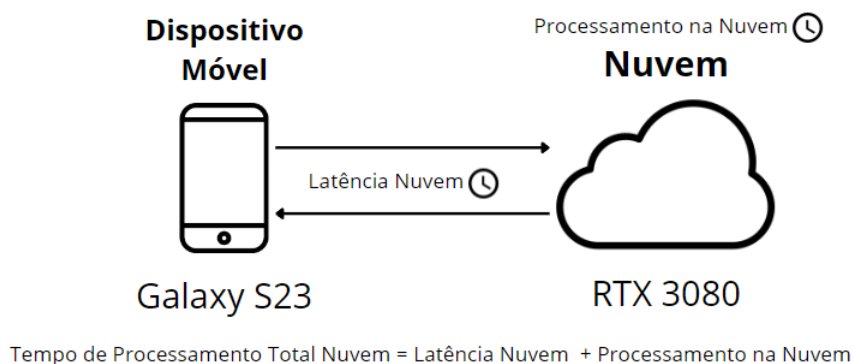 Dispositivo
Móvel
Processamento na Nuvem
Nuvem
Latência Nuvem
Galaxy S23
RTX 3080
Tempo de Processamento Total Nuvem = Latência Nuvem + Processamento na Nuvem